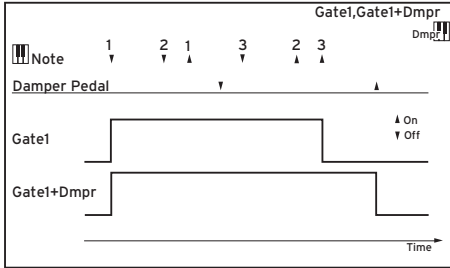 Gate1,Gate1+Dmpr
Dmpr
1 2 1 3 2 3
Note
Damper Pedal
On
Off
Gate1
Gate1+Dmpr
Time